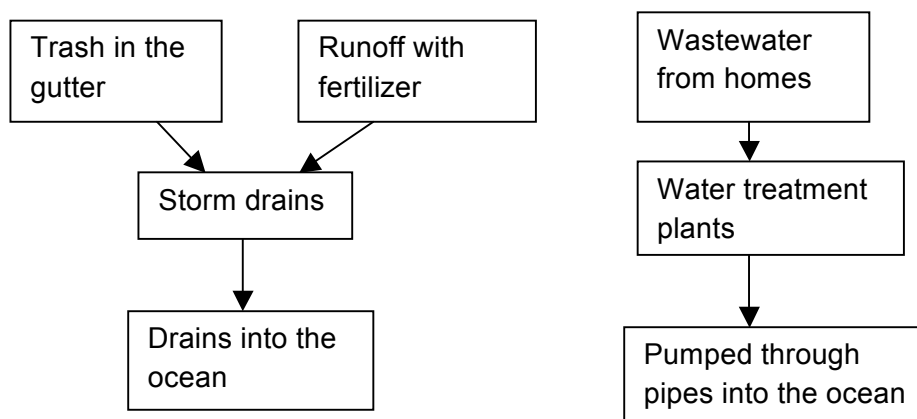 Trash in the
gutter
Runoff with
fertilizer
Wastewater
from homes
Storm drains
Water treatment
plants
Drains into the
ocean
Pumped through
pipes into the ocean